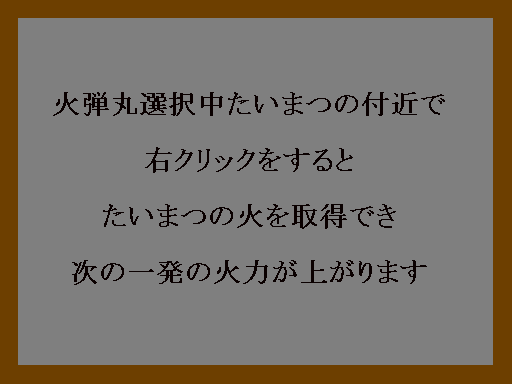 火弾丸選択中たいまつの付近で
右クリックをすると
たいまつの火を取得でき
次の一発の火力が上がります